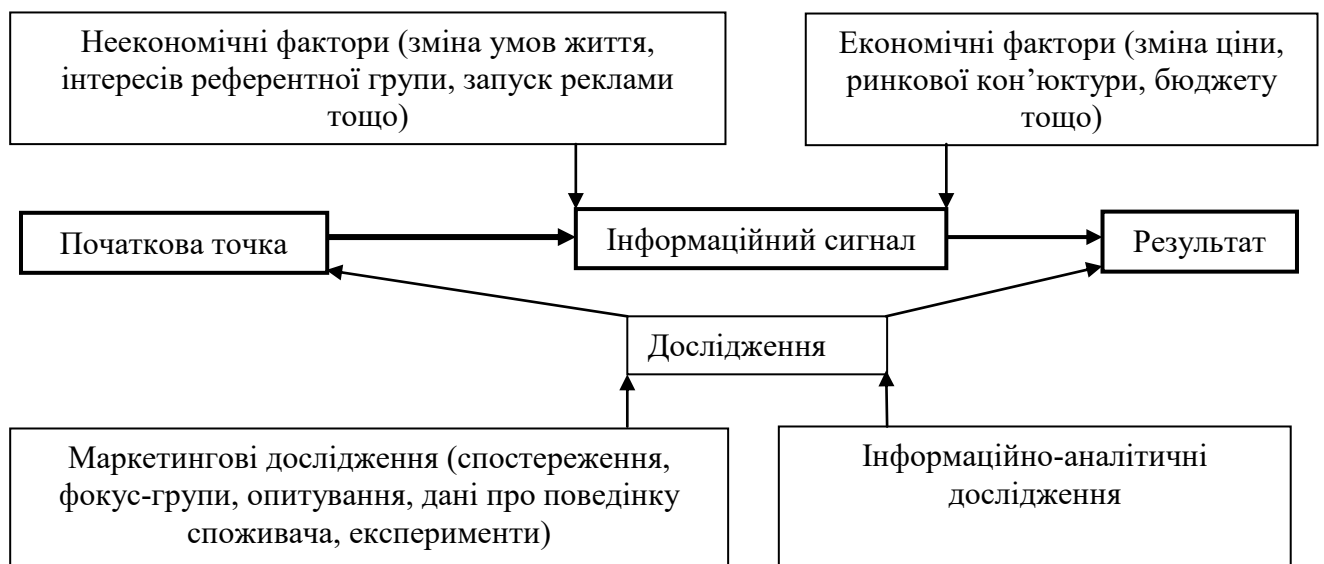 Неекономічні фактори (зміна умов життя,
інтересів референтної групи, запуск реклами
тощо)
Економічні фактори (зміна ціни,
ринкової кон’юктури, бюджету
тощо)
Початкова точка
Інформаційний сигнал
Результат
Дослідження
Маркетингові дослідження (спостереження,
фокус-групи, опитування, дані про поведінку
споживача, експерименти)
Інформаційно-аналітичні
дослідження